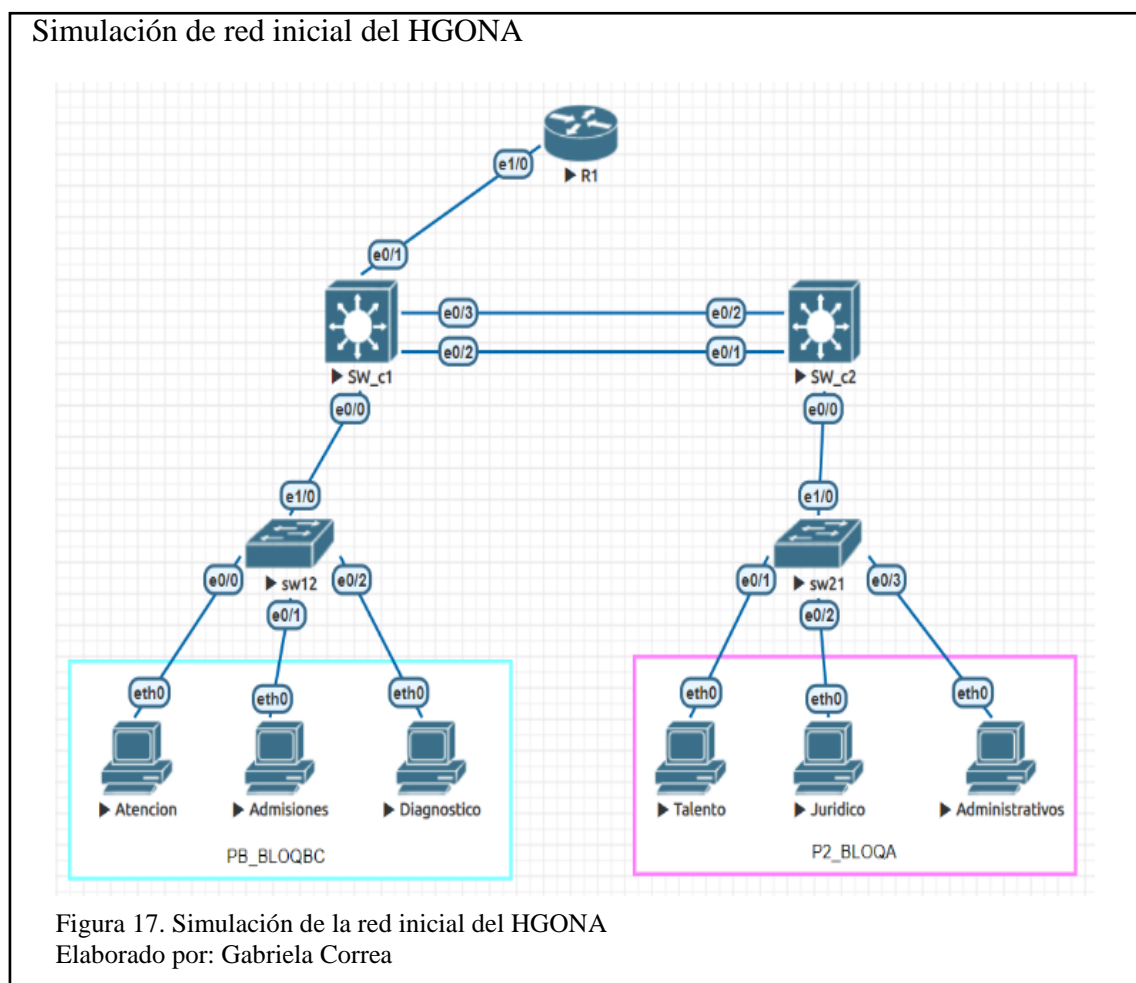 Simulación de red inicial del HGONA
e1/0
R1
e0/1
e0/3
e0/2
e0/2
e0/1
SW_c1
SW_c2
e0/0
e0/0
e1/0
e1/0
e0/0
sw12
e0/2
e0/1
sw21
e0/3
e0/1
e0/2
eth0
eth0
eth0
eth0
eth0
eth0
Atencion
Admisiones
Diagnostico
Talento
Juridico
Administrativos
PB_BLOQBC
P2_BLOQA
Figura 17. Simulación de la red inicial del HGONA
Elaborado por: Gabriela Correa